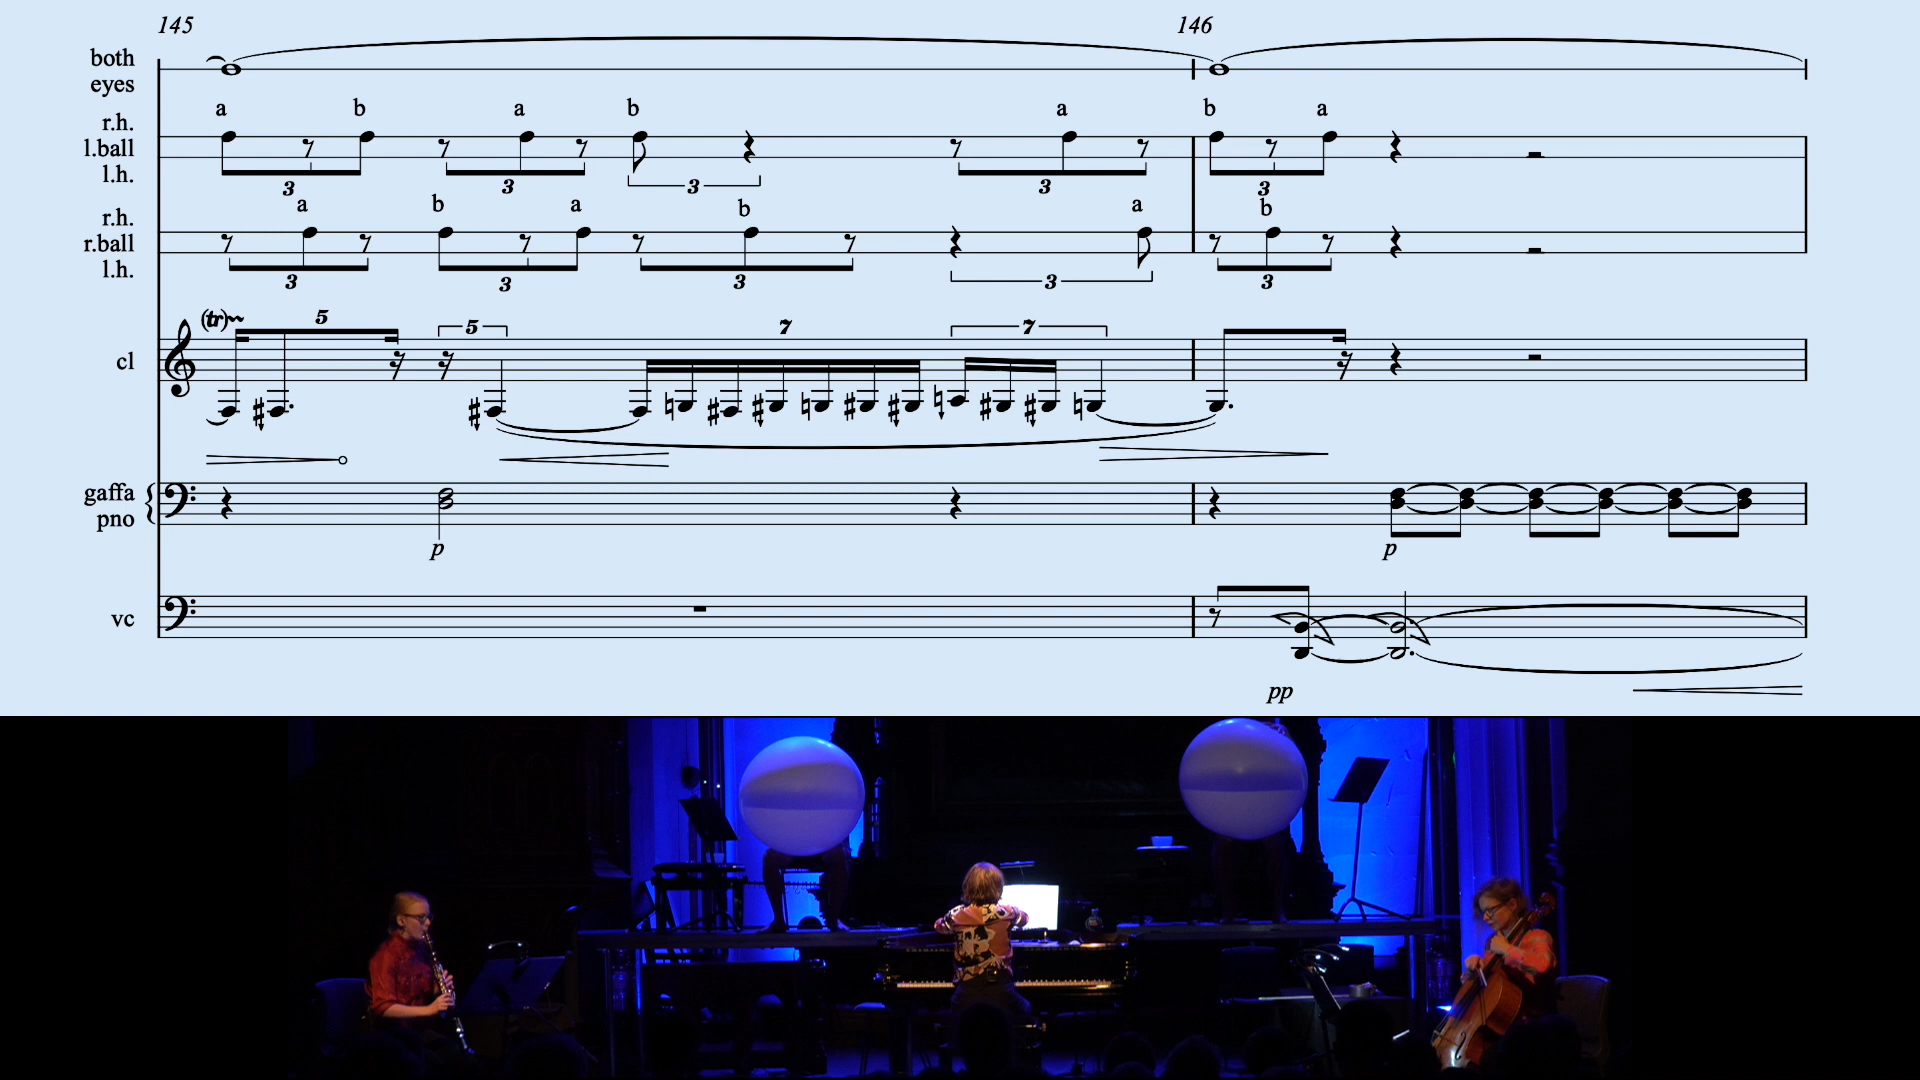 145 146
both
eyes
a b a b a b a
r.h.
l.ball
l.h.
3 3 3 3 3
a b a b a b
r.h.
r.ball
l.h.
3 3 3 3 3
(tr) 5 5 7 7
cl
gaffa
pno
p p
vc
pp